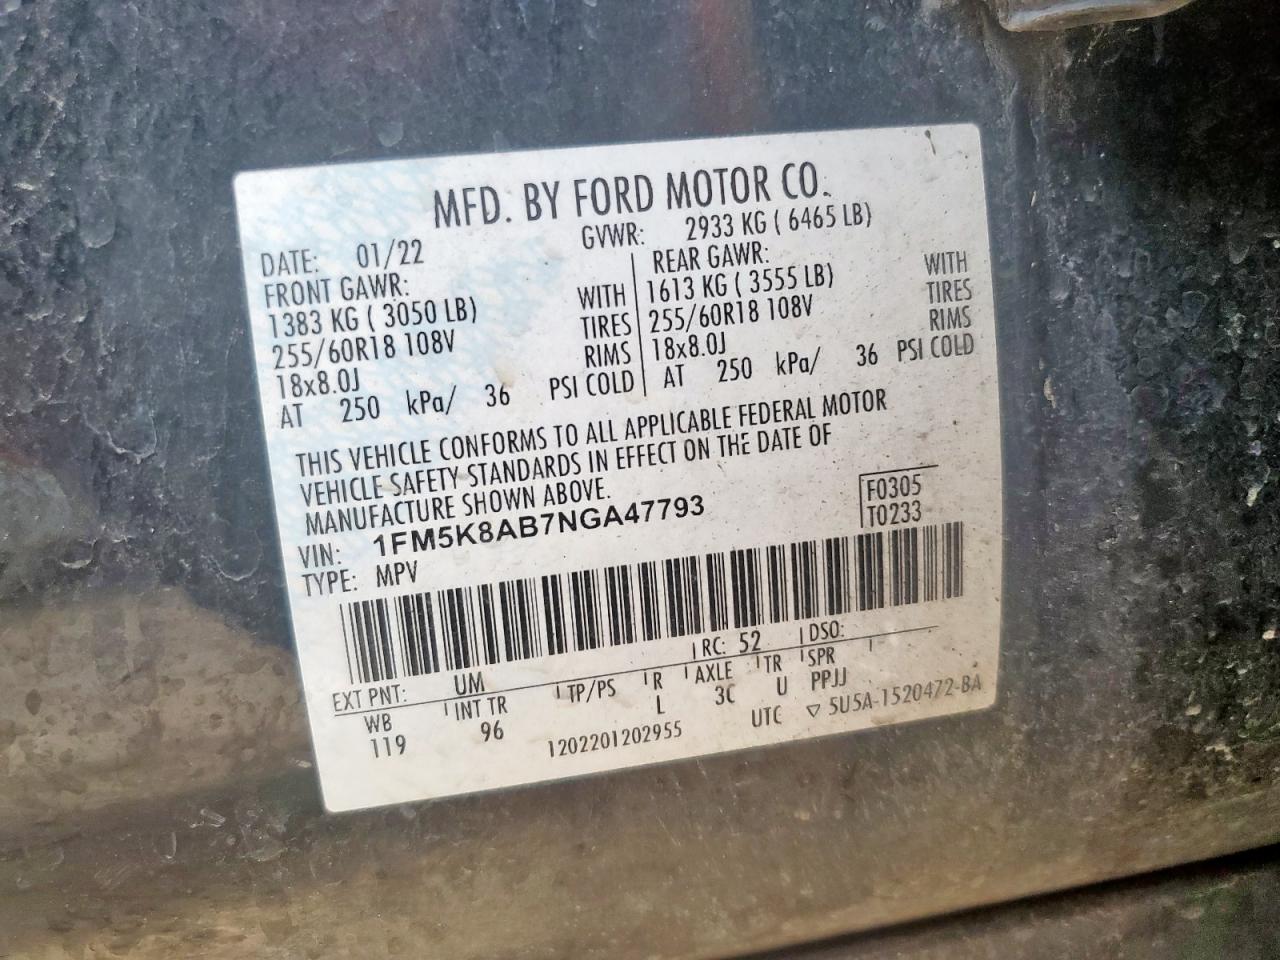 MFD. BY FORD MOTOR CO.
DATE: 01/22 GVWR: 2933 KG ( 6465 LB)
FRONT GAWR: REAR GAWR:
1383 KG ( 3050 LB) WITH 1613 KG ( 3555 LB) WITH
255/60R18 108V TIRES 255/60R18 108V TIRES
18x8.0J RIMS 18x8.0J RIMS
AT 250 kPa/ 36 PSI COLD AT 250 kPa/ 36 PSI COLD
THIS VEHICLE CONFORMS TO ALL APPLICABLE FEDERAL MOTOR
VEHICLE SAFETY STANDARDS IN EFFECT ON THE DATE OF
MANUFACTURE SHOWN ABOVE.
VIN: 1FM5K8AB7NGA47793 F0305
TYPE: MPV T0233
EXT PNT: UM RC: 52 DSO:
WB INT TR TP/PS R AXLE TR SPR
119 96 L 3C U PPJJ
1202201202955 UTC ▽ 5U5A-1520472-BA